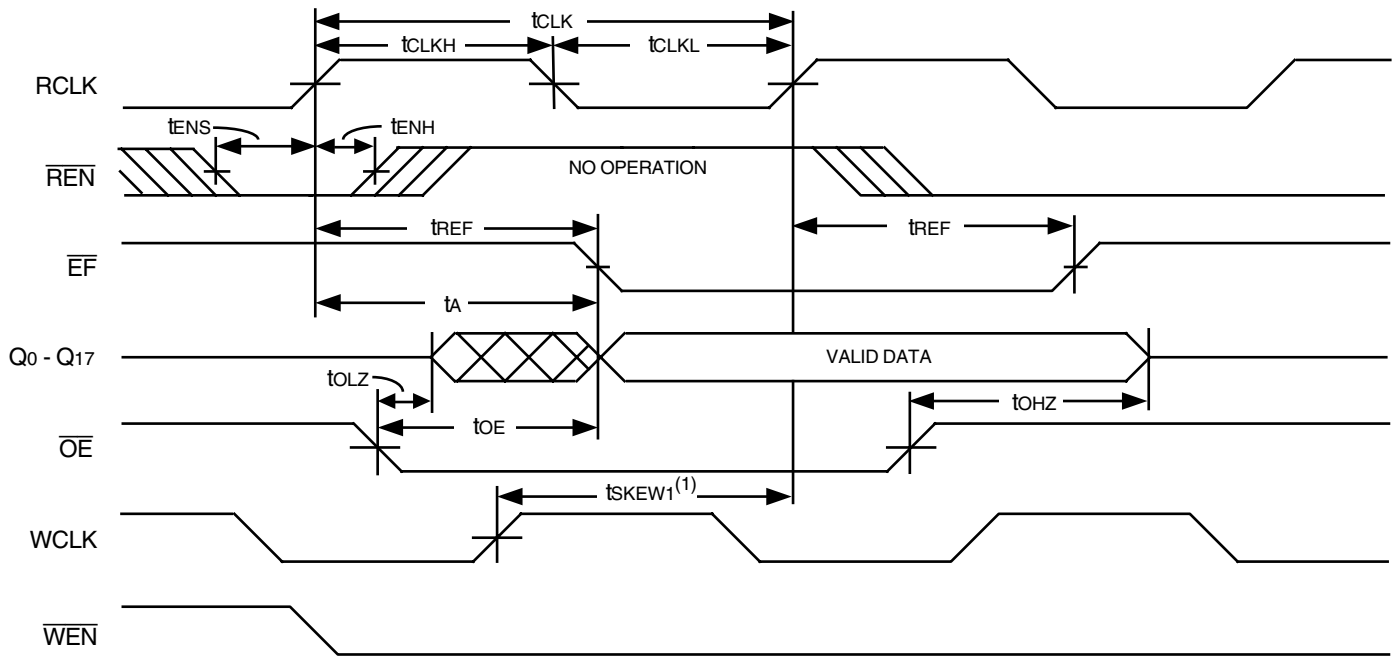 tCLK
tCLKH
tCLKL
RCLK
tENS
tENH
REN
NO OPERATION
tREF
tREF
EF
tA
Q0 - Q17
VALID DATA
tOLZ
tOHZ
tOE
OE
tSKEW1(1)
WCLK
WEN